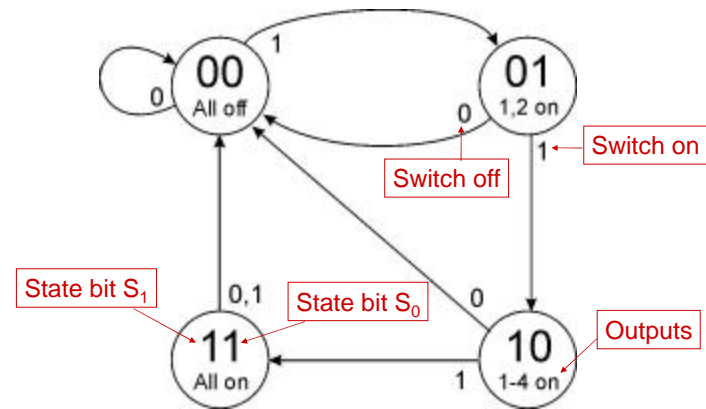 1
00
01
0
All off
0
1,2 on
1
Switch on
Switch off
State bit S₁
0,1
State bit S₀
0
Outputs
11
10
All on
1
1-4 on